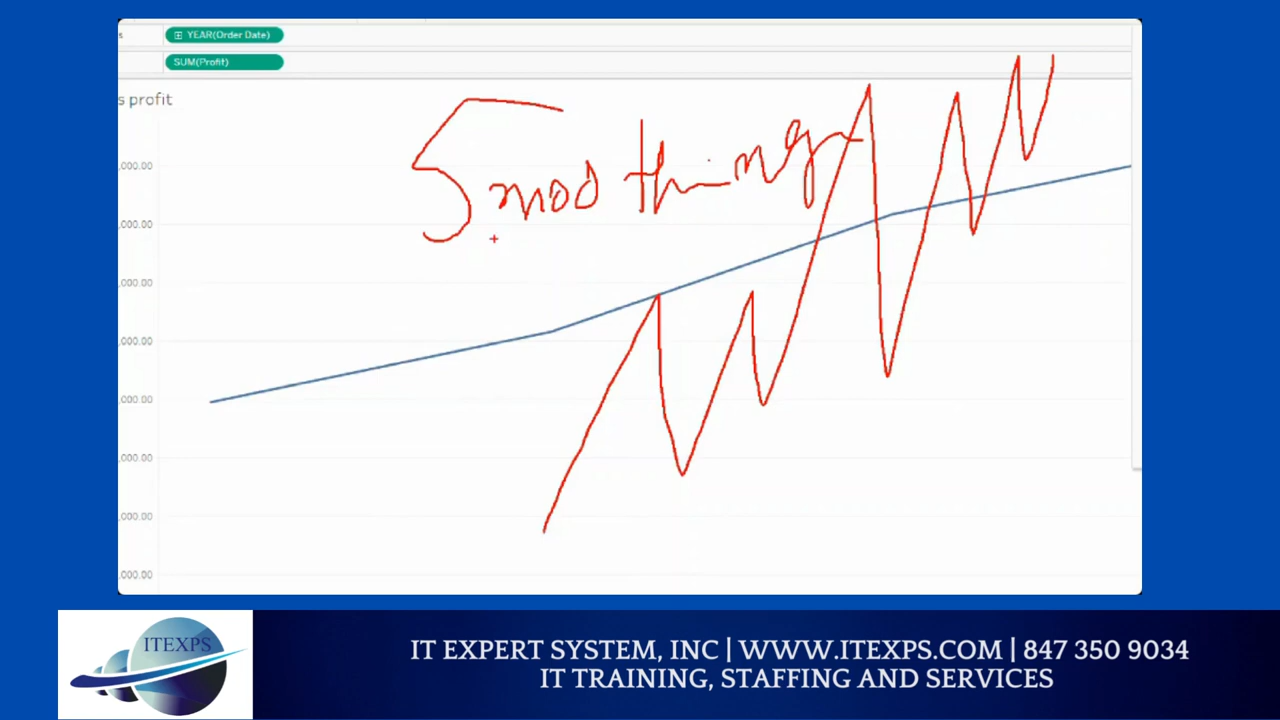 s
YEAR(Order Date)
SUM(Profit)
s profit
Smoothing
,000.00
,000.00
,000.00
,000.00
,000.00
,000.00
,000.00
,000.00
ITEXPS
IT EXPERT SYSTEM, INC | WWW.ITEXPS.COM | 847 350 9034
IT TRAINING, STAFFING AND SERVICES